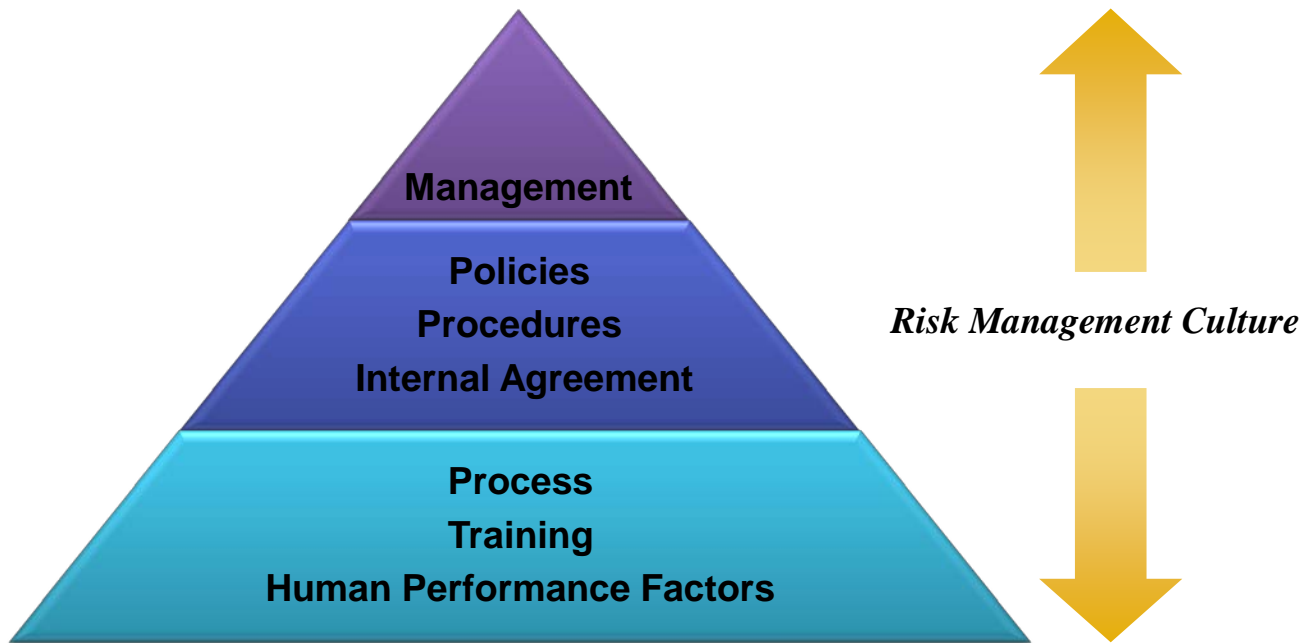 Management
Policies
Procedures
Internal Agreement
Risk Management Culture
Process
Training
Human Performance Factors